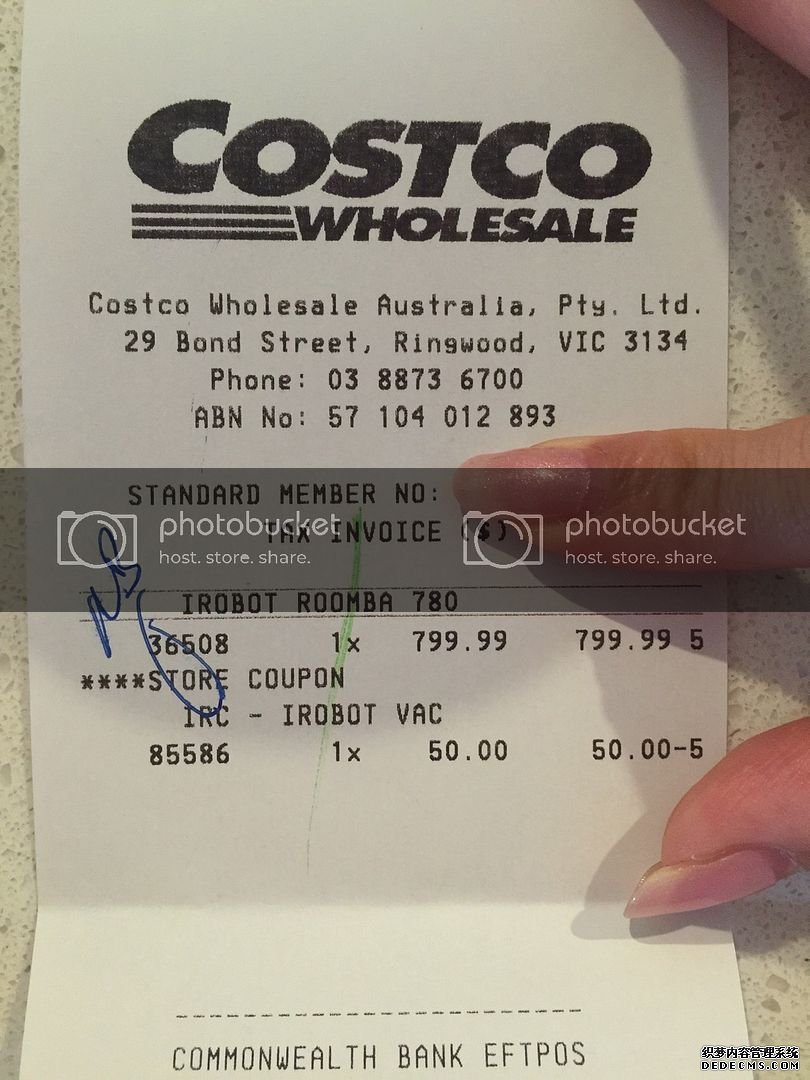 COSTCO
WHOLESALE
Costco Wholesale Australia, Pty. Ltd.
29 Bond Street, Ringwood, VIC 3134
Phone: 03 8873 6700
ABN No: 57 104 012 893
STANDARD MEMBER NO:
TAX INVOICE ($)
photobucket
host. store. share.
photobucket
host. store. share.
IROBOT ROOMBA 780
36508 1x 799.99 799.99 5
****STORE COUPON
IRC - IROBOT VAC
85586 1x 50.00 50.00-5
COMMONWEALTH BANK EFTPOS
织梦内容管理系统
DEDECMS.COM